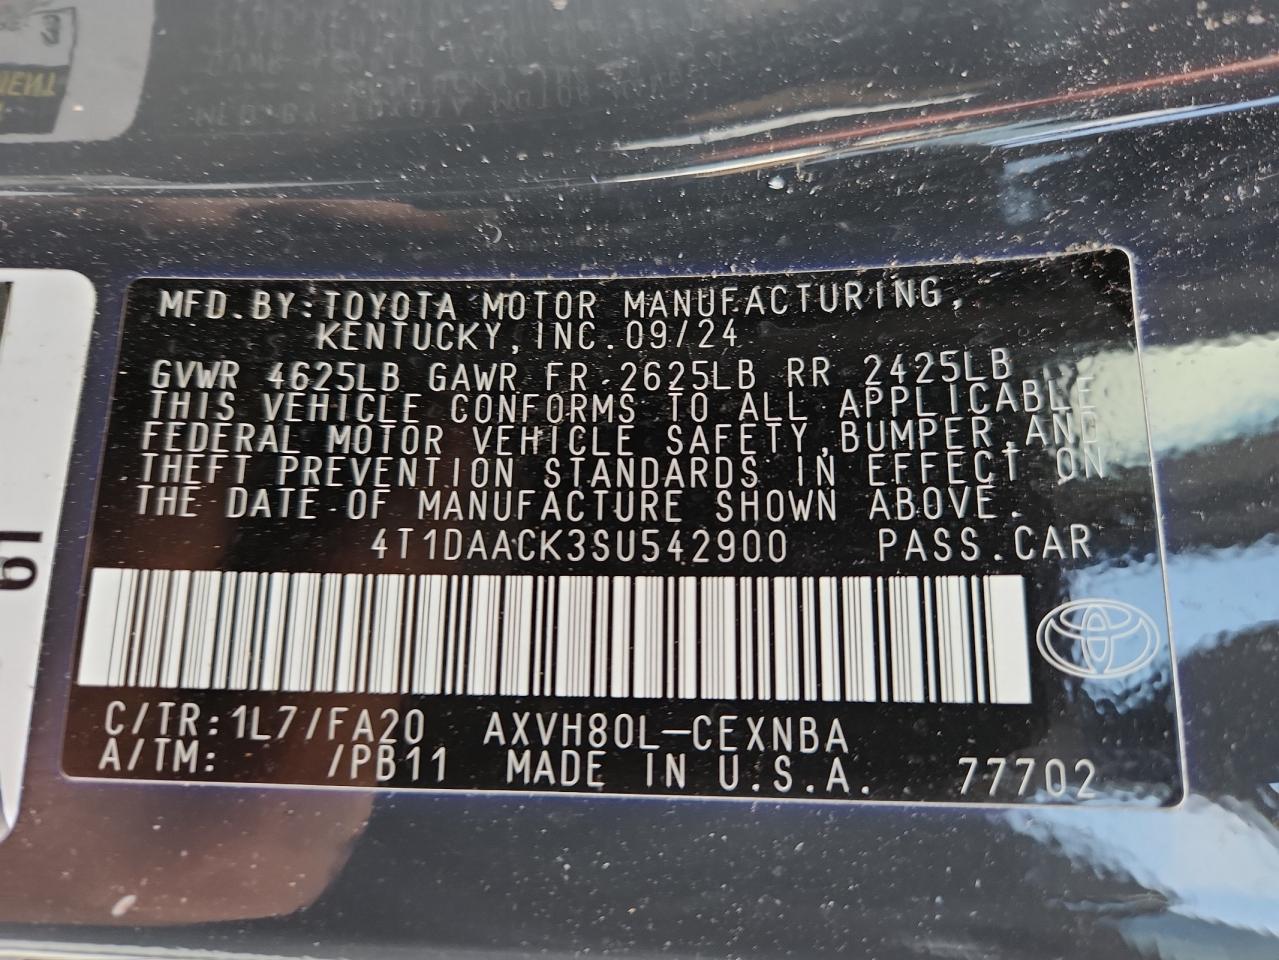 MFD.BY:TOYOTA MOTOR MANUFACTURING,
KENTUCKY,INC.09/24
GVWR 4625LB GAWR FR 2625LB RR 2425LB
THIS VEHICLE CONFORMS TO ALL APPLICABLE
FEDERAL MOTOR VEHICLE SAFETY,BUMPER,AND
THEFT PREVENTION STANDARDS IN EFFECT ON
THE DATE OF MANUFACTURE SHOWN ABOVE.
4T1DAACK3SU542900 PASS.CAR
C/TR:1L7/FA20 AXVH80L-CEXNBA
A/TM: /PB11 MADE IN U.S.A. 77702
19